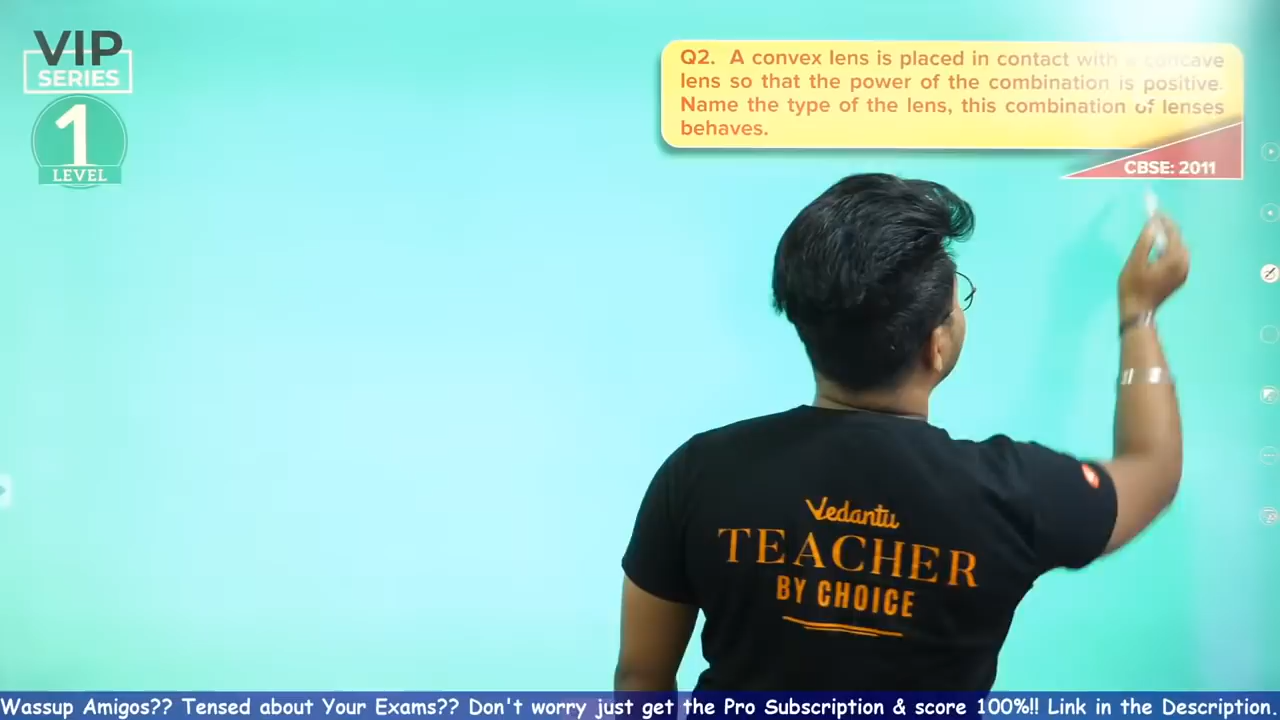 VIP
SERIES
1
LEVEL
Q2. A convex lens is placed in contact with a concave
lens so that the power of the combination is positive.
Name the type of the lens, this combination of lenses
behaves.
CBSE: 2011
Vedantu
TEACHER
BY CHOICE
Wassup Amigos?? Tensed about Your Exams?? Don't worry just get the Pro Subscription & score 100%!! Link in the Description.